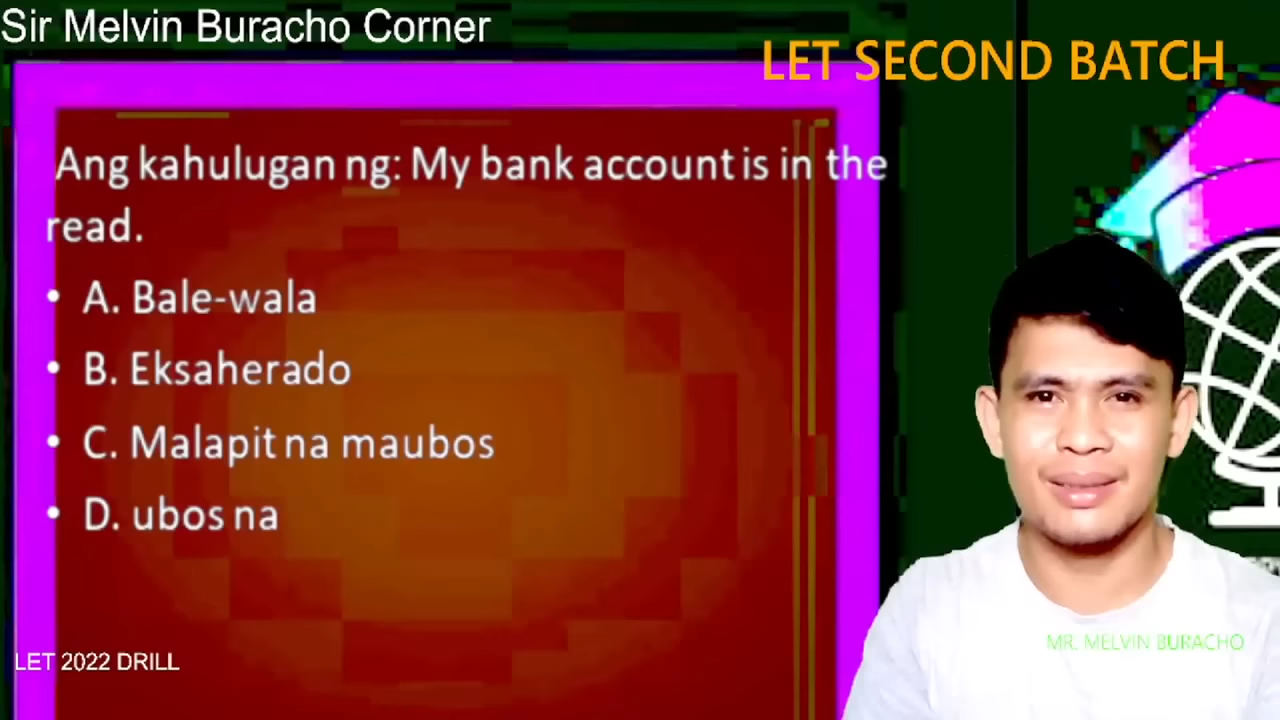 Sir Melvin Buracho Corner
LET SECOND BATCH
Ang kahulugan ng: My bank account is in the
read.
• A. Bale-wala
• B. Eksaherado
• C. Malapit na maubos
• D. ubos na
MR. MELVIN BURACHO
LET 2022 DRILL